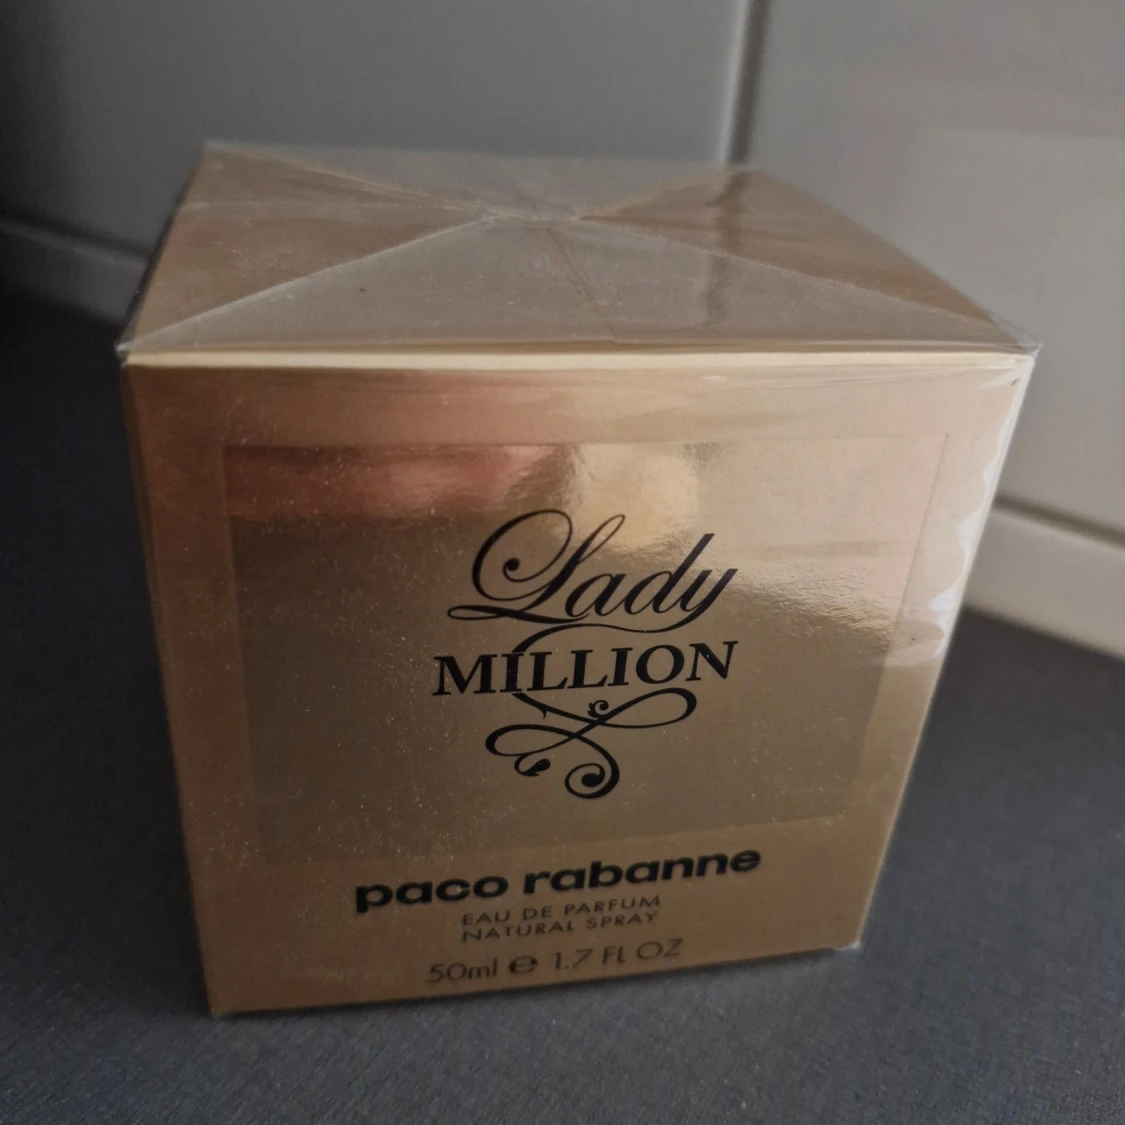 Lady
MILLION
paco rabanne
EAU DE PARFUM
NATURAL SPRAY
50ml ℮ 1.7 FL OZ